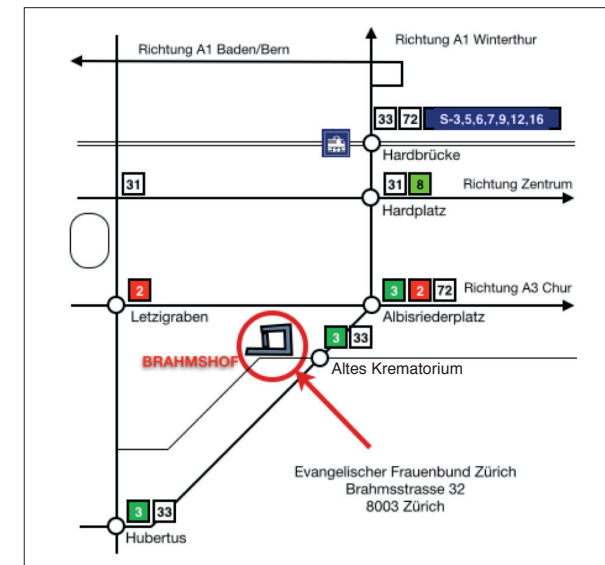 Richtung A1 Winterthur
Richtung A1 Baden/Bern
33 72 S-3,5,6,7,9,12,16
Hardbrücke
31
31 8 Richtung Zentrum
Hardplatz
2
3 2 72 Richtung A3 Chur
Letzigraben
Albisriederplatz
3 33
BRAHMSHOF
Altes Krematorium
Evangelischer Frauenbund Zürich
Brahmsstrasse 32
8003 Zürich
3 33
Hubertus